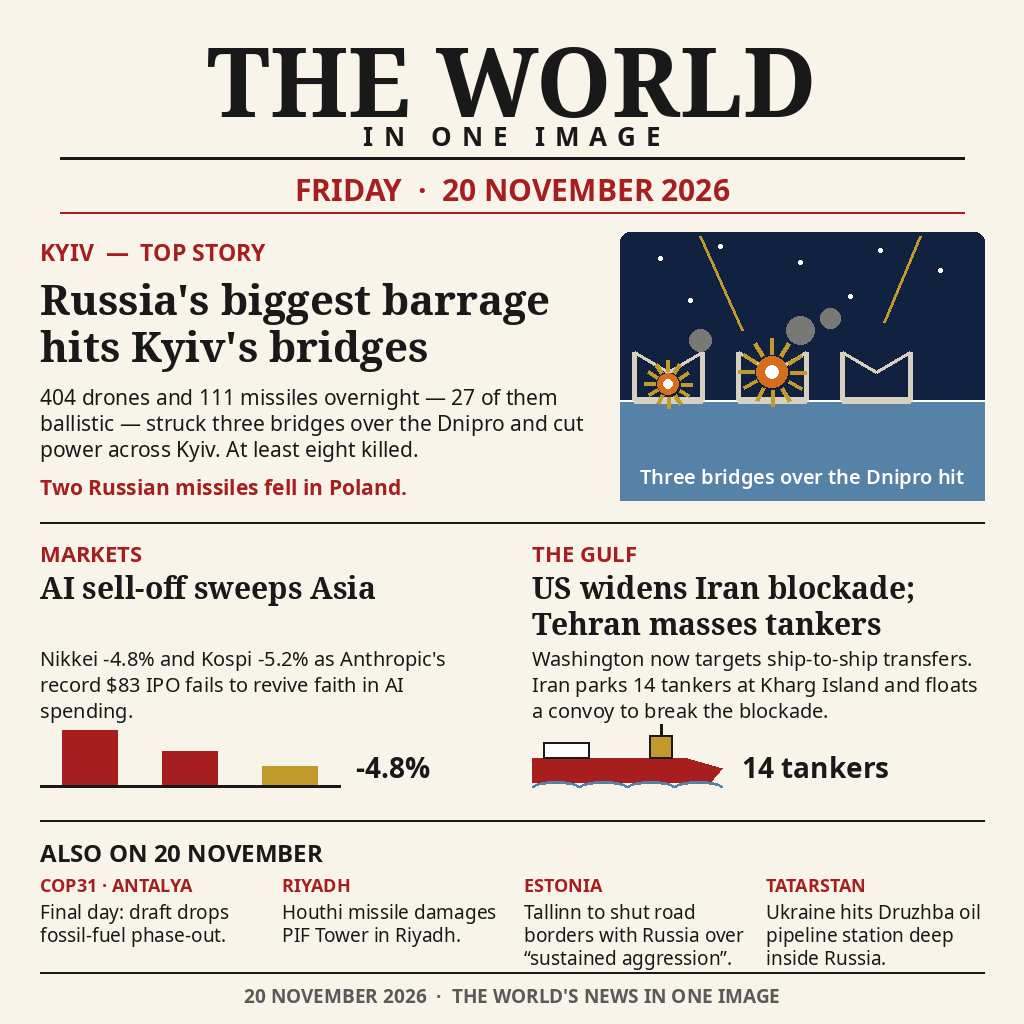 THE WORLD
IN ONE IMAGE
FRIDAY · 20 NOVEMBER 2026
KYIV — TOP STORY
Russia's biggest barrage
hits Kyiv's bridges
404 drones and 111 missiles overnight — 27 of them
ballistic — struck three bridges over the Dnipro and cut
power across Kyiv. At least eight killed.
Two Russian missiles fell in Poland.
Three bridges over the Dnipro hit
MARKETS
AI sell-off sweeps Asia
Nikkei -4.8% and Kospi -5.2% as Anthropic's
record $83 IPO fails to revive faith in AI
spending.
-4.8%
THE GULF
US widens Iran blockade;
Tehran masses tankers
Washington now targets ship-to-ship transfers.
Iran parks 14 tankers at Kharg Island and floats
a convoy to break the blockade.
14 tankers
ALSO ON 20 NOVEMBER
COP31 · ANTALYA
Final day: draft drops
fossil-fuel phase-out.
RIYADH
Houthi missile damages
PIF Tower in Riyadh.
ESTONIA
Tallinn to shut road
borders with Russia over
“sustained aggression”.
TATARSTAN
Ukraine hits Druzhba oil
pipeline station deep
inside Russia.
20 NOVEMBER 2026 · THE WORLD'S NEWS IN ONE IMAGE